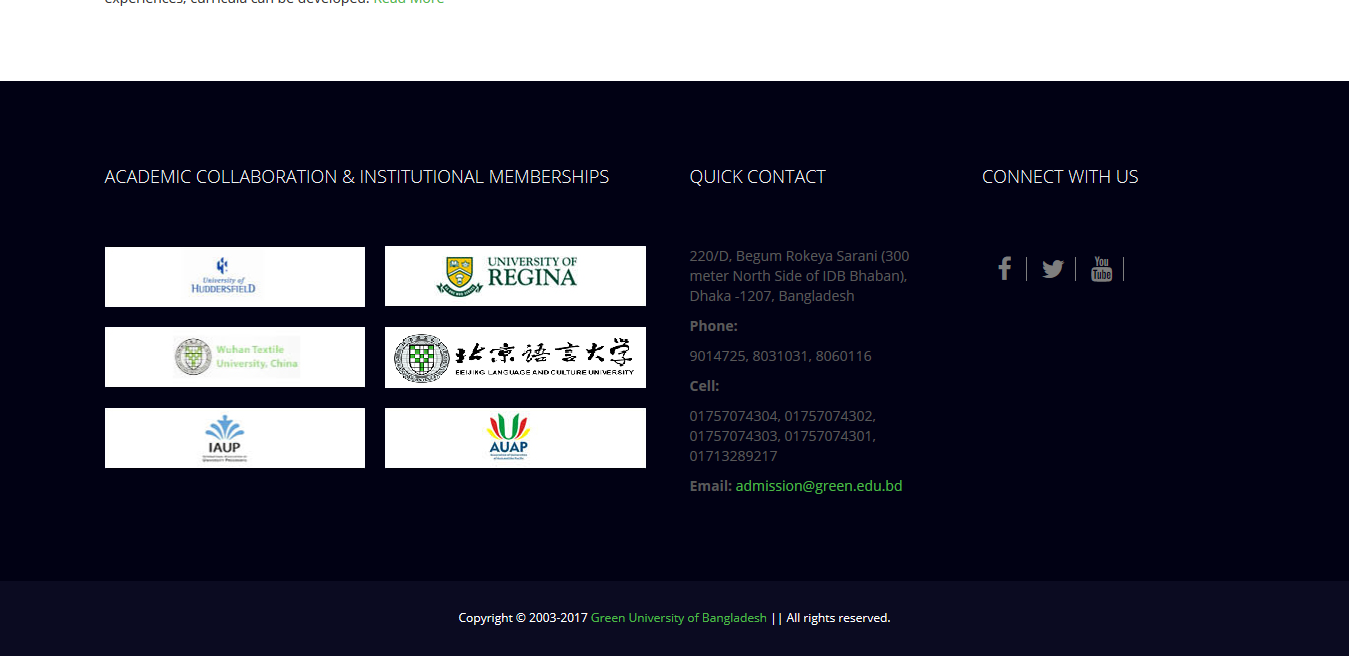 experiences, curricula can be developed. Read More
ACADEMIC COLLABORATION & INSTITUTIONAL MEMBERSHIPS
University of
HUDDERSFIELD
UNIVERSITY OF
REGINA
Wuhan Textile
University, China
北京语言大学
BEIJING LANGUAGE AND CULTURE UNIVERSITY
IAUP
AUAP
QUICK CONTACT
220/D, Begum Rokeya Sarani (300
meter North Side of IDB Bhaban),
Dhaka -1207, Bangladesh
Phone:
9014725, 8031031, 8060116
Cell:
01757074304, 01757074302,
01757074303, 01757074301,
01713289217
Email: admission@green.edu.bd
CONNECT WITH US
You
Tube
Copyright © 2003-2017 Green University of Bangladesh || All rights reserved.